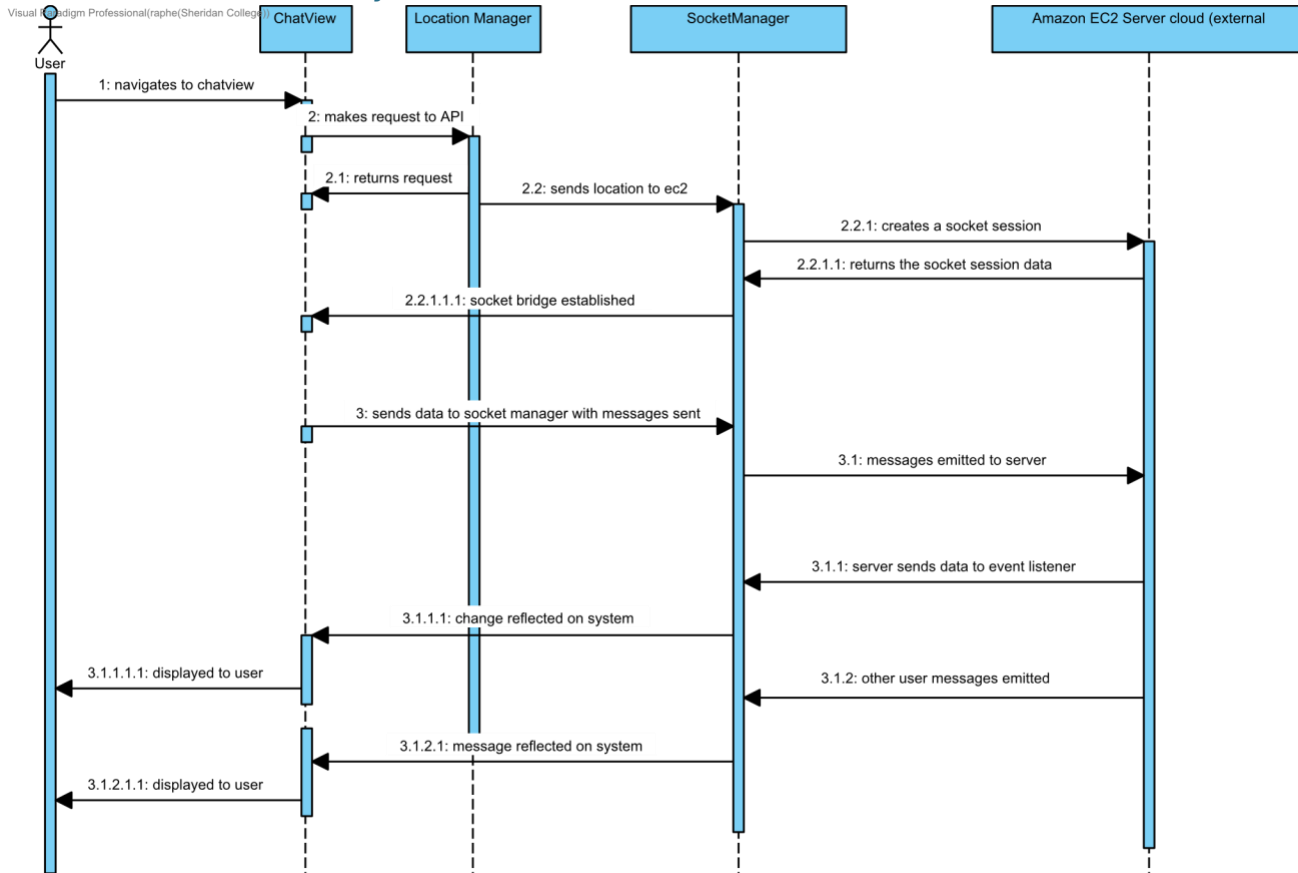 Visual Paradigm Professional(raphe(Sheridan College))
User
ChatView
Location Manager
SocketManager
Amazon EC2 Server cloud (external
1: navigates to chatview
2: makes request to API
2.1: returns request
2.2: sends location to ec2
2.2.1: creates a socket session
2.2.1.1: returns the socket session data
2.2.1.1.1: socket bridge established
3: sends data to socket manager with messages sent
3.1: messages emitted to server
3.1.1: server sends data to event listener
3.1.1.1: change reflected on system
3.1.1.1.1: displayed to user
3.1.2: other user messages emitted
3.1.2.1: message reflected on system
3.1.2.1.1: displayed to user